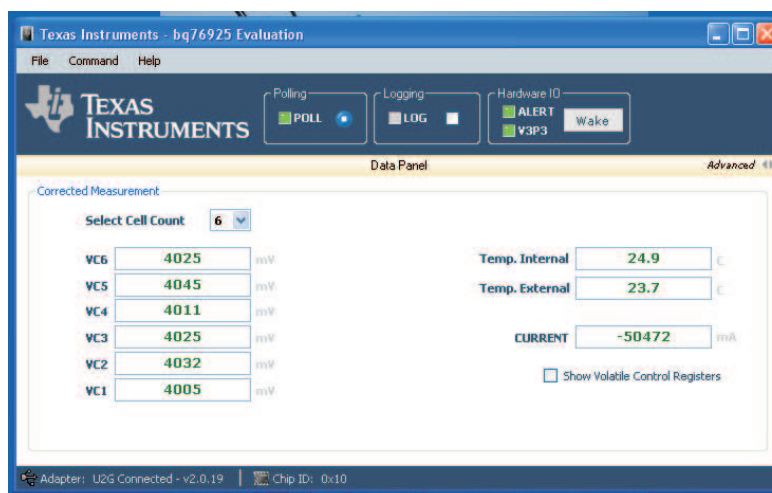 Texas Instruments - bq76925 Evaluation
File Command Help
TEXAS INSTRUMENTS
Polling
POLL
Logging
LOG
Hardware IO
ALERT
V3P3
Wake
Data Panel
Advanced
Corrected Measurement
Select Cell Count 6
VC6 4025 mV
VC5 4045 mV
VC4 4011 mV
VC3 4025 mV
VC2 4032 mV
VC1 4005 mV
Temp. Internal 24.9 C
Temp. External 23.7 C
CURRENT -50472 mA
Show Volatile Control Registers
Adapter: U2G Connected - v2.0.19 Chip ID: 0x10